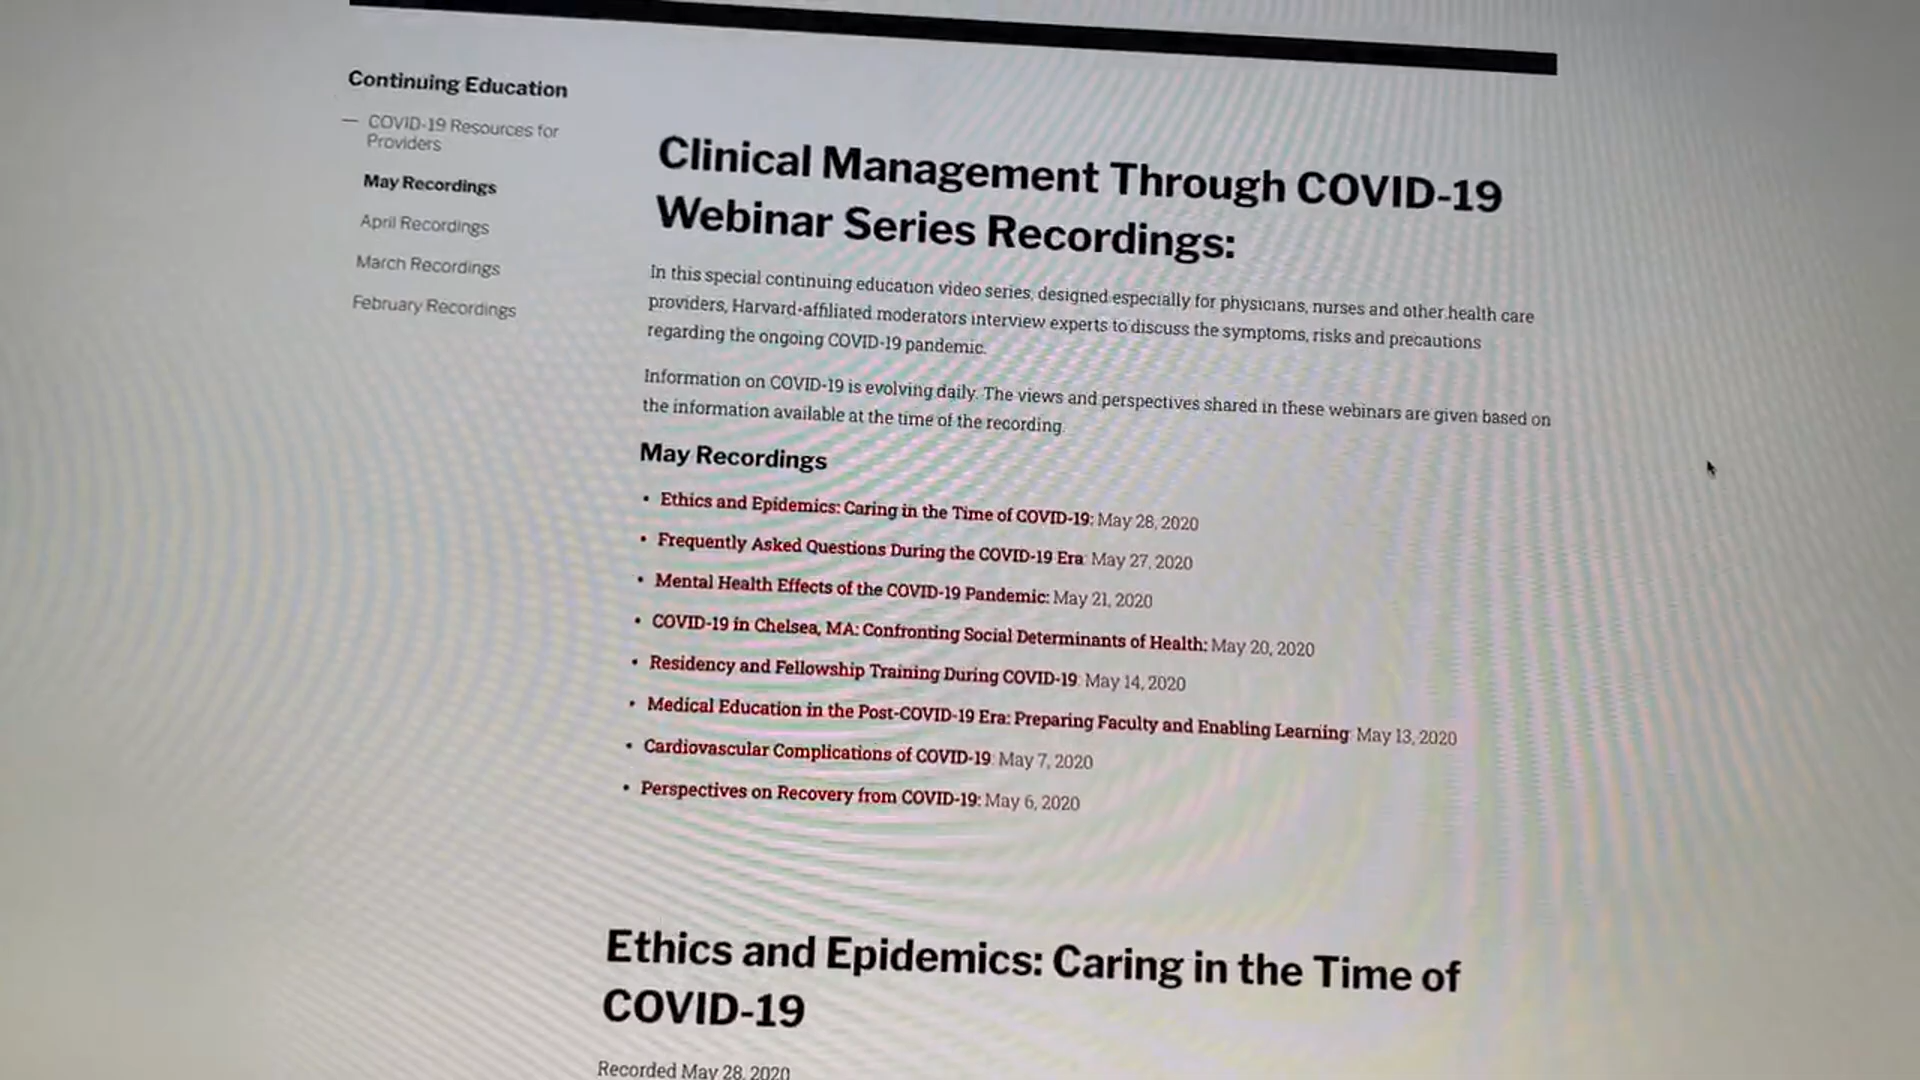 Continuing Education
— COVID-19 Resources for
Providers
May Recordings
April Recordings
March Recordings
February Recordings
Clinical Management Through COVID-19
Webinar Series Recordings:
In this special continuing education video series, designed especially for physicians, nurses and other health care
providers, Harvard-affiliated moderators interview experts to discuss the symptoms, risks and precautions
regarding the ongoing COVID-19 pandemic.
Information on COVID-19 is evolving daily. The views and perspectives shared in these webinars are given based on
the information available at the time of the recording.
May Recordings
• Ethics and Epidemics: Caring in the Time of COVID-19: May 28, 2020
• Frequently Asked Questions During the COVID-19 Era: May 27, 2020
• Mental Health Effects of the COVID-19 Pandemic: May 21, 2020
• COVID-19 in Chelsea, MA: Confronting Social Determinants of Health: May 20, 2020
• Residency and Fellowship Training During COVID-19: May 14, 2020
• Medical Education in the Post-COVID-19 Era: Preparing Faculty and Enabling Learning: May 13, 2020
• Cardiovascular Complications of COVID-19: May 7, 2020
• Perspectives on Recovery from COVID-19: May 6, 2020
Ethics and Epidemics: Caring in the Time of
COVID-19
Recorded May 28, 2020